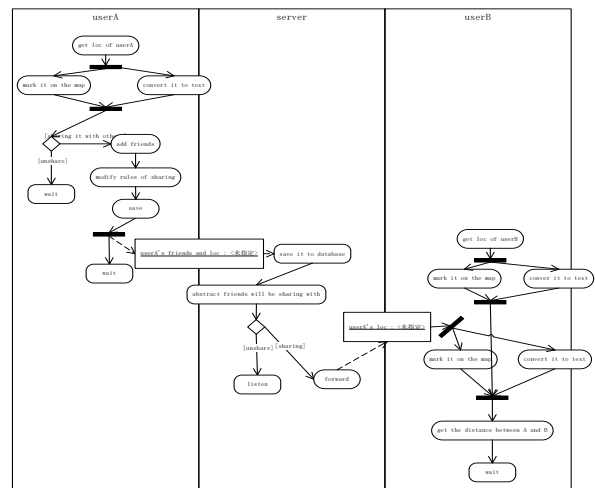 userA
server
userB
get loc of userA
mark it on the map
convert it to text
add friends
[unshare]
modify rules of sharing
wait
save
wait
userA's friends and loc : <未指定>
save it to database
abstract friends will be sharing with
[unshare]
[sharing]
listen
forward
get loc of userB
mark it on the map
conver it to text
userA's loc : <未指定>
mark it on the map
convert it to text
get the distance between A and B
wait